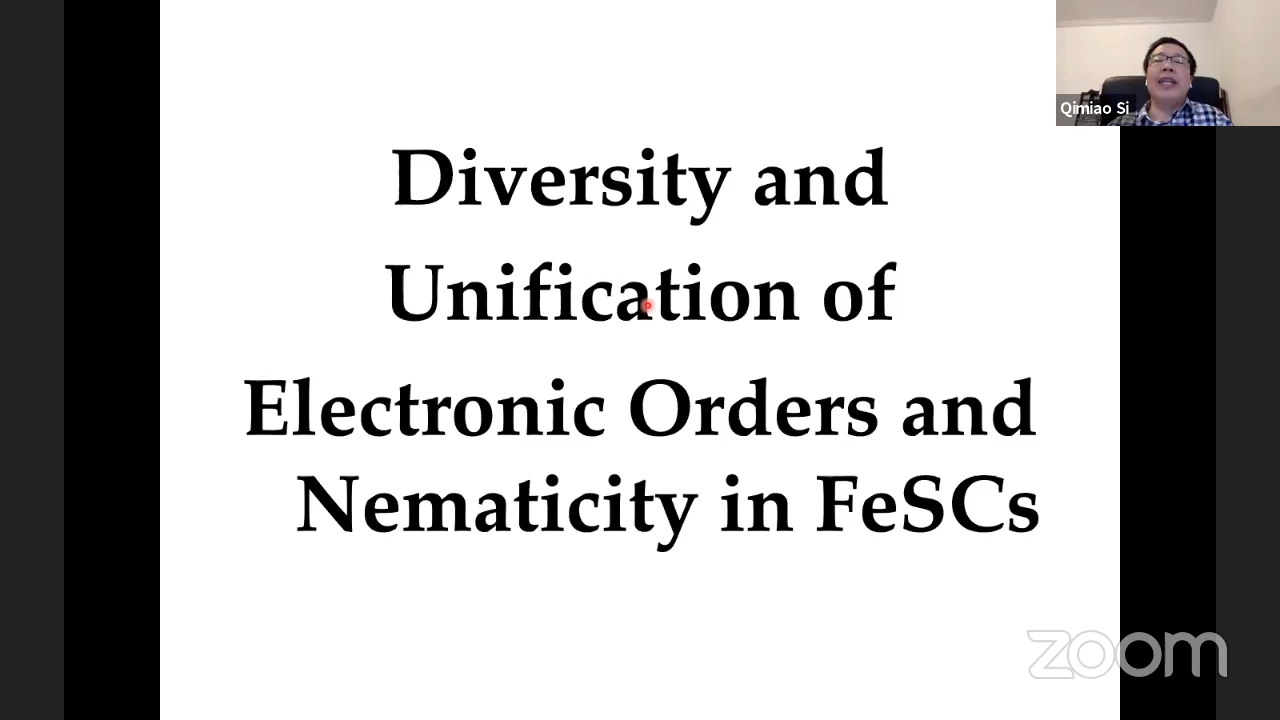 Qimiao Si
Diversity and
Unification of
Electronic Orders and
Nematicity in FeSCs
zoom